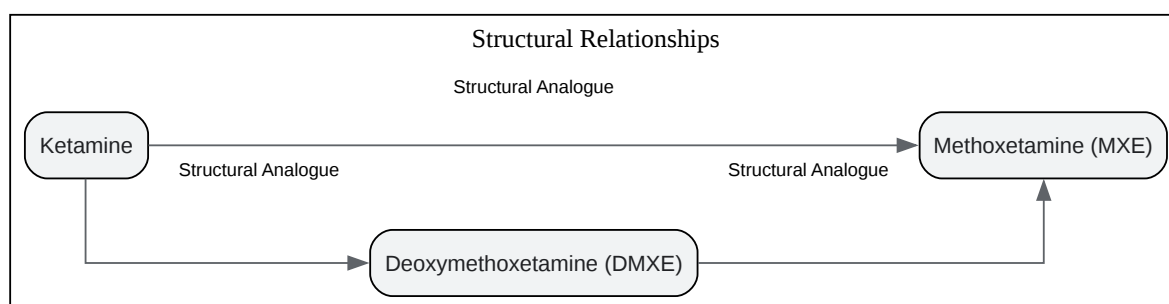 Structural Relationships
Structural Analogue
Ketamine
Methoxetamine (MXE)
Structural Analogue
Structural Analogue
Deoxymethoxetamine (DMXE)